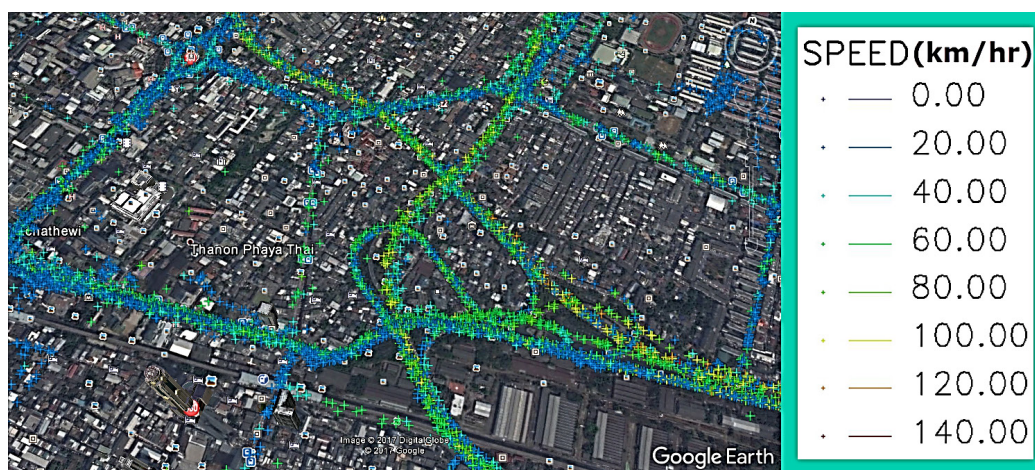 SPEED(km/hr)
0.00
20.00
40.00
60.00
80.00
100.00
120.00
140.00
Thanon Phaya Thai
Image © 2017 DigitalGlobe
© 2017 Google
Google Earth